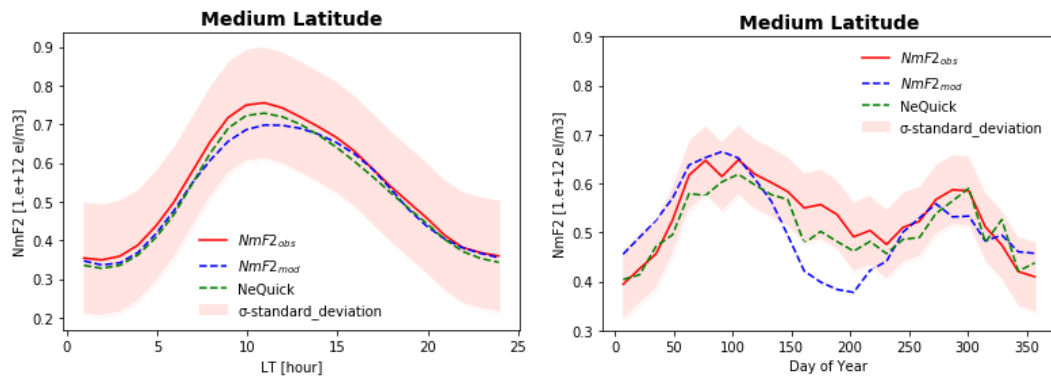 Medium Latitude
NmF2 [1.e+12 el/m3]
0.9
0.8
0.7
0.6
0.5
0.4
0.3
0.2
NmF2obs
NmF2mod
NeQuick
σ-standard_deviation
0 5 10 15 20 25
LT [hour]
Medium Latitude
NmF2 [1.e+12 el/m3]
0.9
0.8
0.7
0.6
0.5
0.4
0.3
NmF2obs
NmF2mod
NeQuick
σ-standard_deviation
0 50 100 150 200 250 300 350
Day of Year